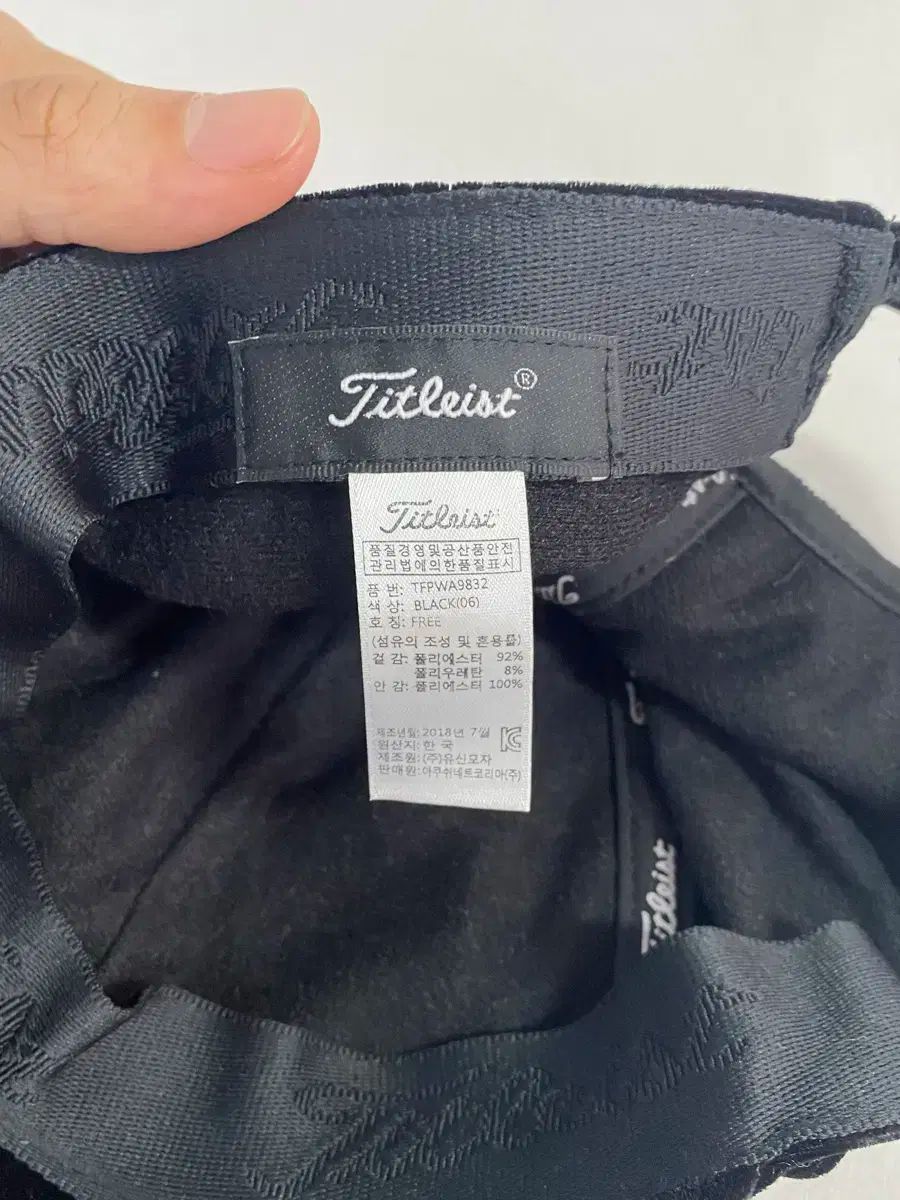 Titleist®
Titleist
품질경영및공산품안전
관리법에의한품질표시
품 번: TFPWA9832
색 상: BLACK(06)
호 칭: FREE
(섬유의 조성 및 혼용률)
겉 감: 폴리에스터 92%
폴리우레탄 8%
안 감: 폴리에스터 100%
제조년월: 2018년 7월
원산지: 한 국
제조원: (주)유신모자
판매원: 아쿠쉬네트코리아(주)
Titleist